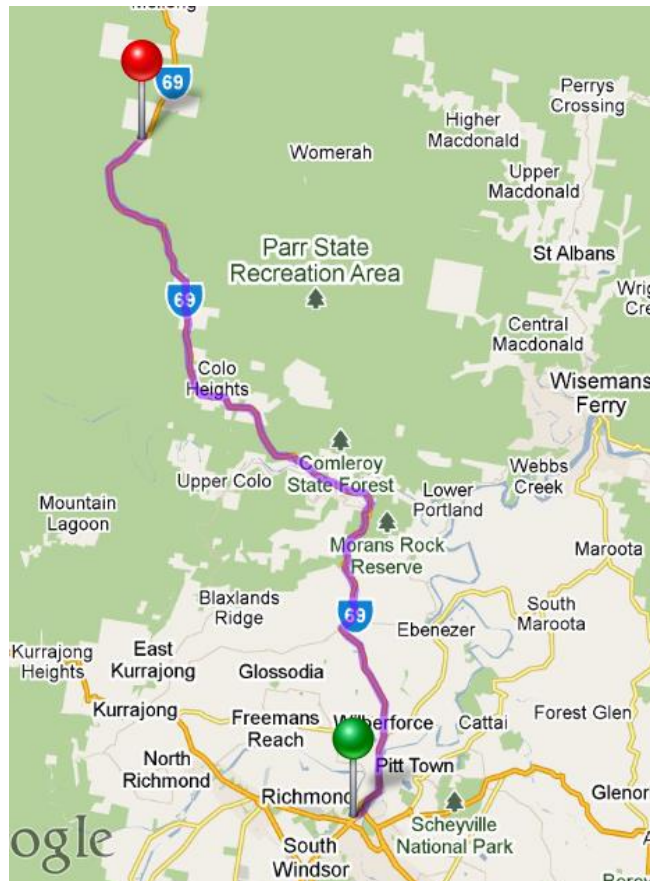 Mellong
69
Perrys
Crossing
Higher
Macdonald
Womerah
Upper
Macdonald
St Albans
Parr State
Recreation Area
69
Central
Macdonald
Colo
Heights
Wisemans
Ferry
Comleroy
State Forest
Webbs
Creek
Upper Colo
Lower
Portland
Mountain
Lagoon
Morans Rock
Reserve
Maroota
Blaxlands
Ridge
69
South
Maroota
Ebenezer
Kurrajong
Heights
East
Kurrajong
Glossodia
Kurrajong
Freemans
Reach
Wilberforce
Cattai
Forest Glen
North
Richmond
Pitt Town
Richmond
South
Windsor
Scheyville
National Park
ogle